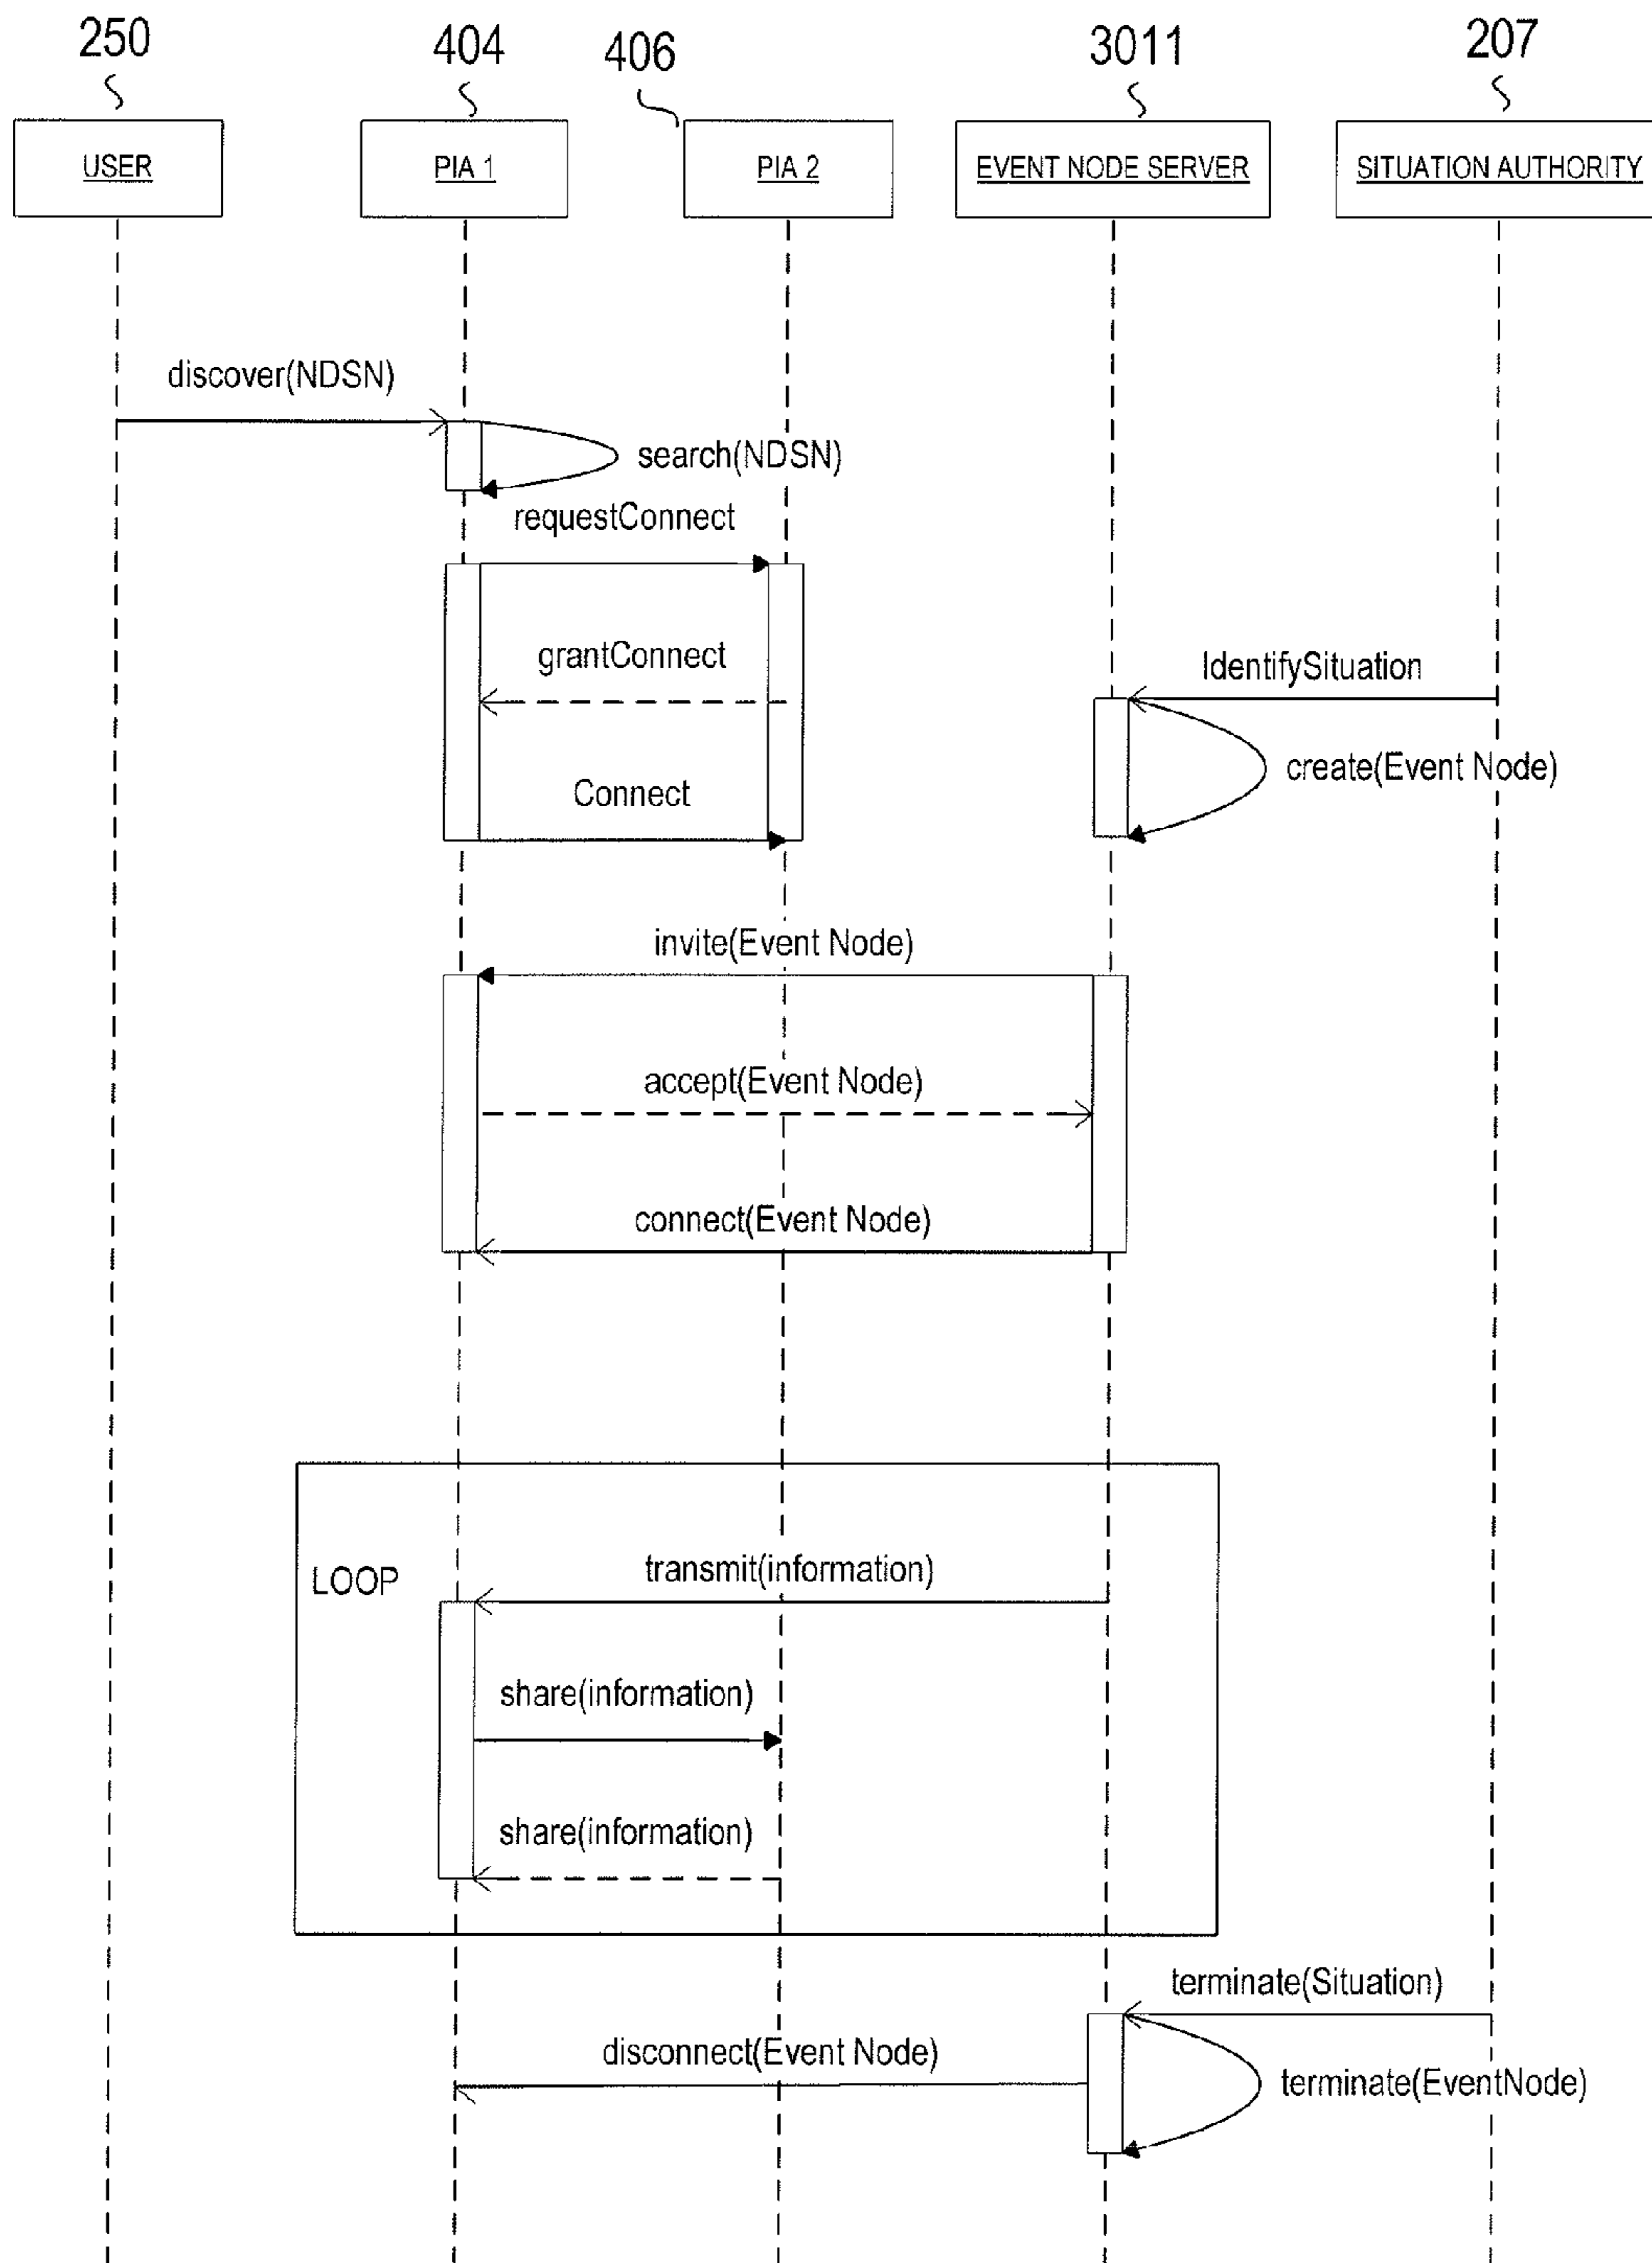 250
404
406
3011
207
USER
PIA 1
PIA 2
EVENT NODE SERVER
SITUATION AUTHORITY
discover(NDSN)
search(NDSN)
requestConnect
grantConnect
IdentifySituation
create(Event Node)
Connect
invite(Event Node)
accept(Event Node)
connect(Event Node)
LOOP
transmit(information)
share(information)
share(information)
terminate(Situation)
disconnect(Event Node)
terminate(EventNode)